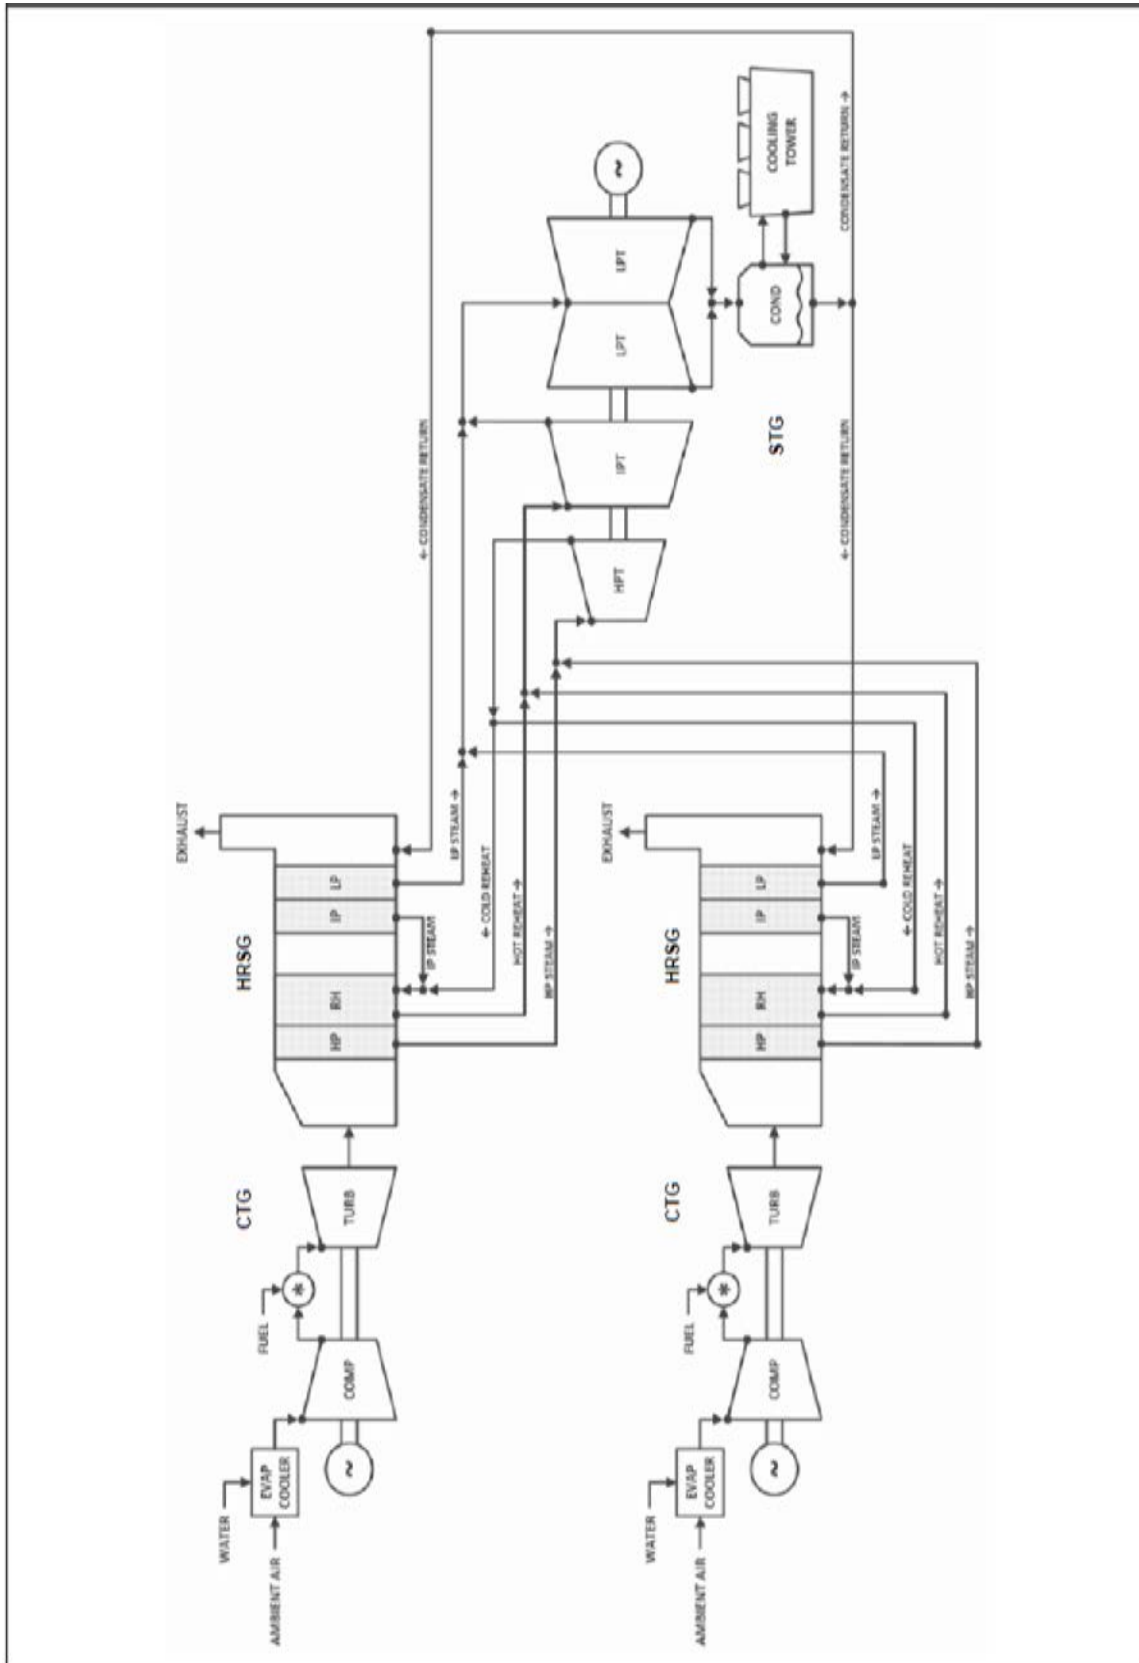 WATER
AMBIENT AIR
EVAP
COOLER
FUEL
COMP
CTG
TURB
HRSG
HP
RH
IP
LP
EXHAUST
IP STEAM
LP STEAM →
← COLD REHEAT
HOT REHEAT →
HP STEAM →
← CONDENSATE RETURN
HPT
IPT
LPT
LPT
STG
COND
COOLING
TOWER
← CONDENSATE RETURN
CONDENSATE RETURN →
WATER
AMBIENT AIR
EVAP
COOLER
FUEL
COMP
CTG
TURB
HRSG
HP
RH
IP
LP
EXHAUST
IP STEAM
LP STEAM →
← COLD REHEAT
HOT REHEAT →
HP STEAM →